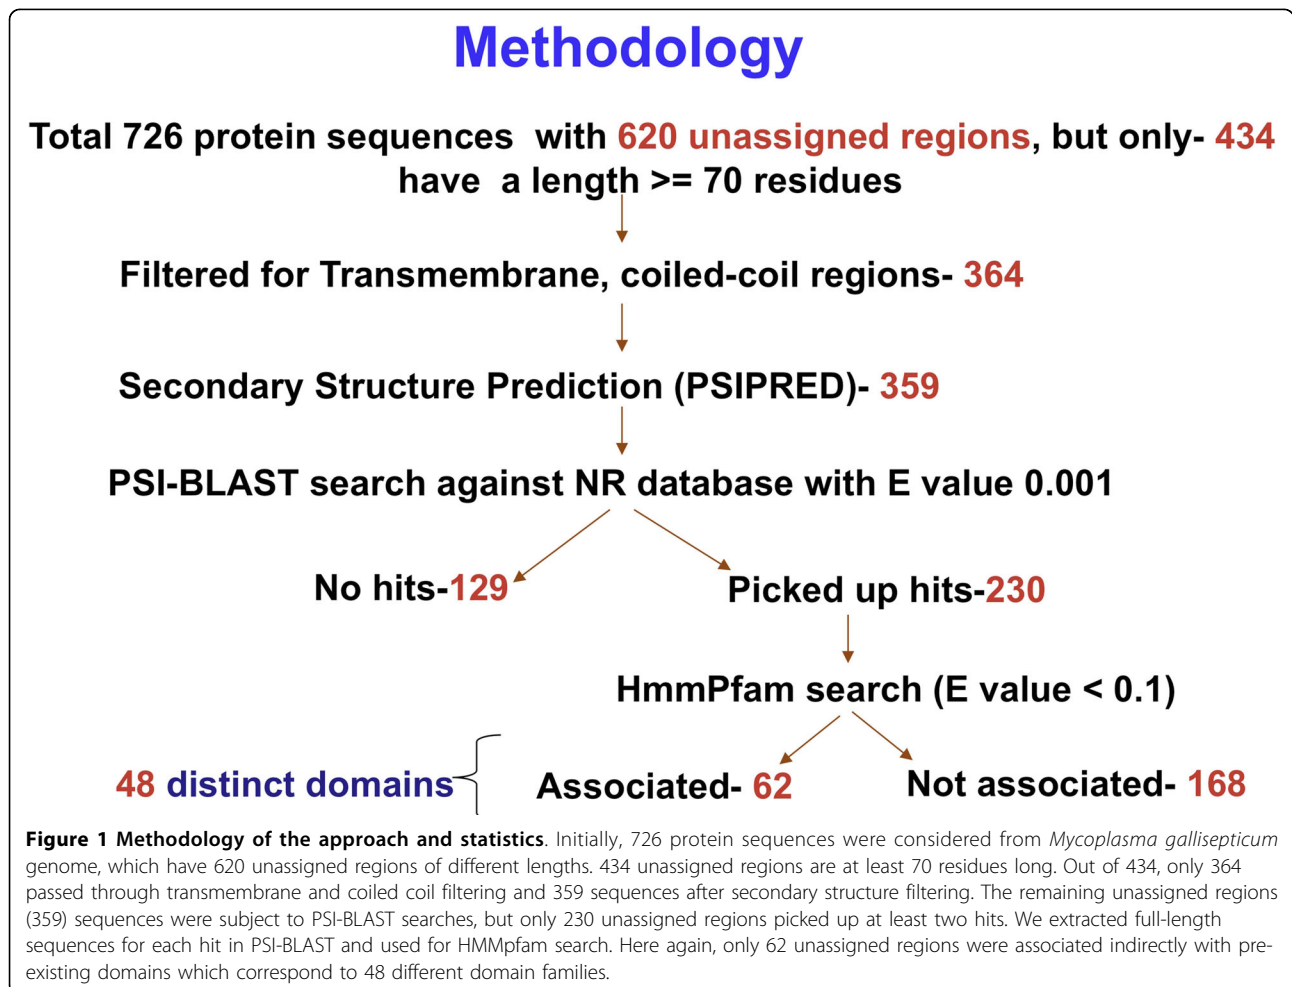 Methodology
Total 726 protein sequences with 620 unassigned regions, but only- 434
have a length >= 70 residues
Filtered for Transmembrane, coiled-coil regions- 364
Secondary Structure Prediction (PSIPRED)- 359
PSI-BLAST search against NR database with E value 0.001
No hits-129
Picked up hits-230
HmmPfam search (E value < 0.1)
48 distinct domains
Associated- 62
Not associated- 168
Figure 1 Methodology of the approach and statistics. Initially, 726 protein sequences were considered from Mycoplasma gallisepticum
genome, which have 620 unassigned regions of different lengths. 434 unassigned regions are at least 70 residues long. Out of 434, only 364
passed through transmembrane and coiled coil filtering and 359 sequences after secondary structure filtering. The remaining unassigned regions
(359) sequences were subject to PSI-BLAST searches, but only 230 unassigned regions picked up at least two hits. We extracted full-length
sequences for each hit in PSI-BLAST and used for HMMpfam search. Here again, only 62 unassigned regions were associated indirectly with pre-
existing domains which correspond to 48 different domain families.